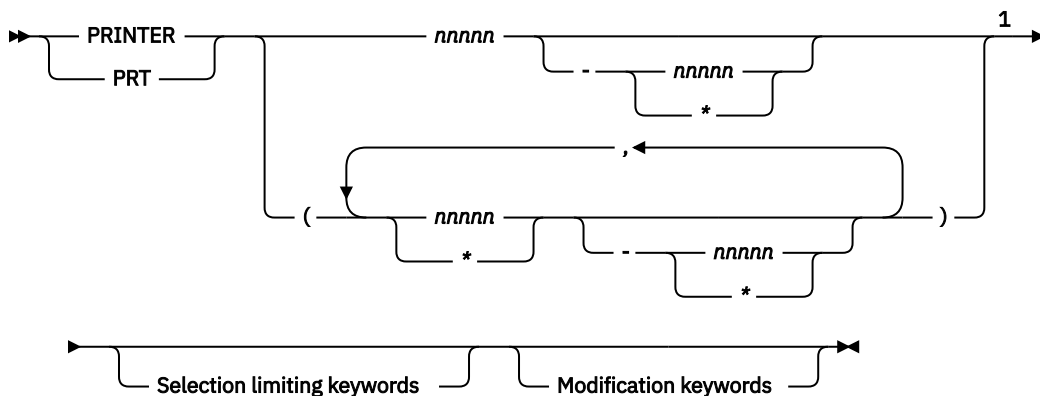 1
PRINTER nnnnn
PRT - nnnnn
*
,
( nnnnn )
* - nnnnn
*
Selection limiting keywords Modification keywords